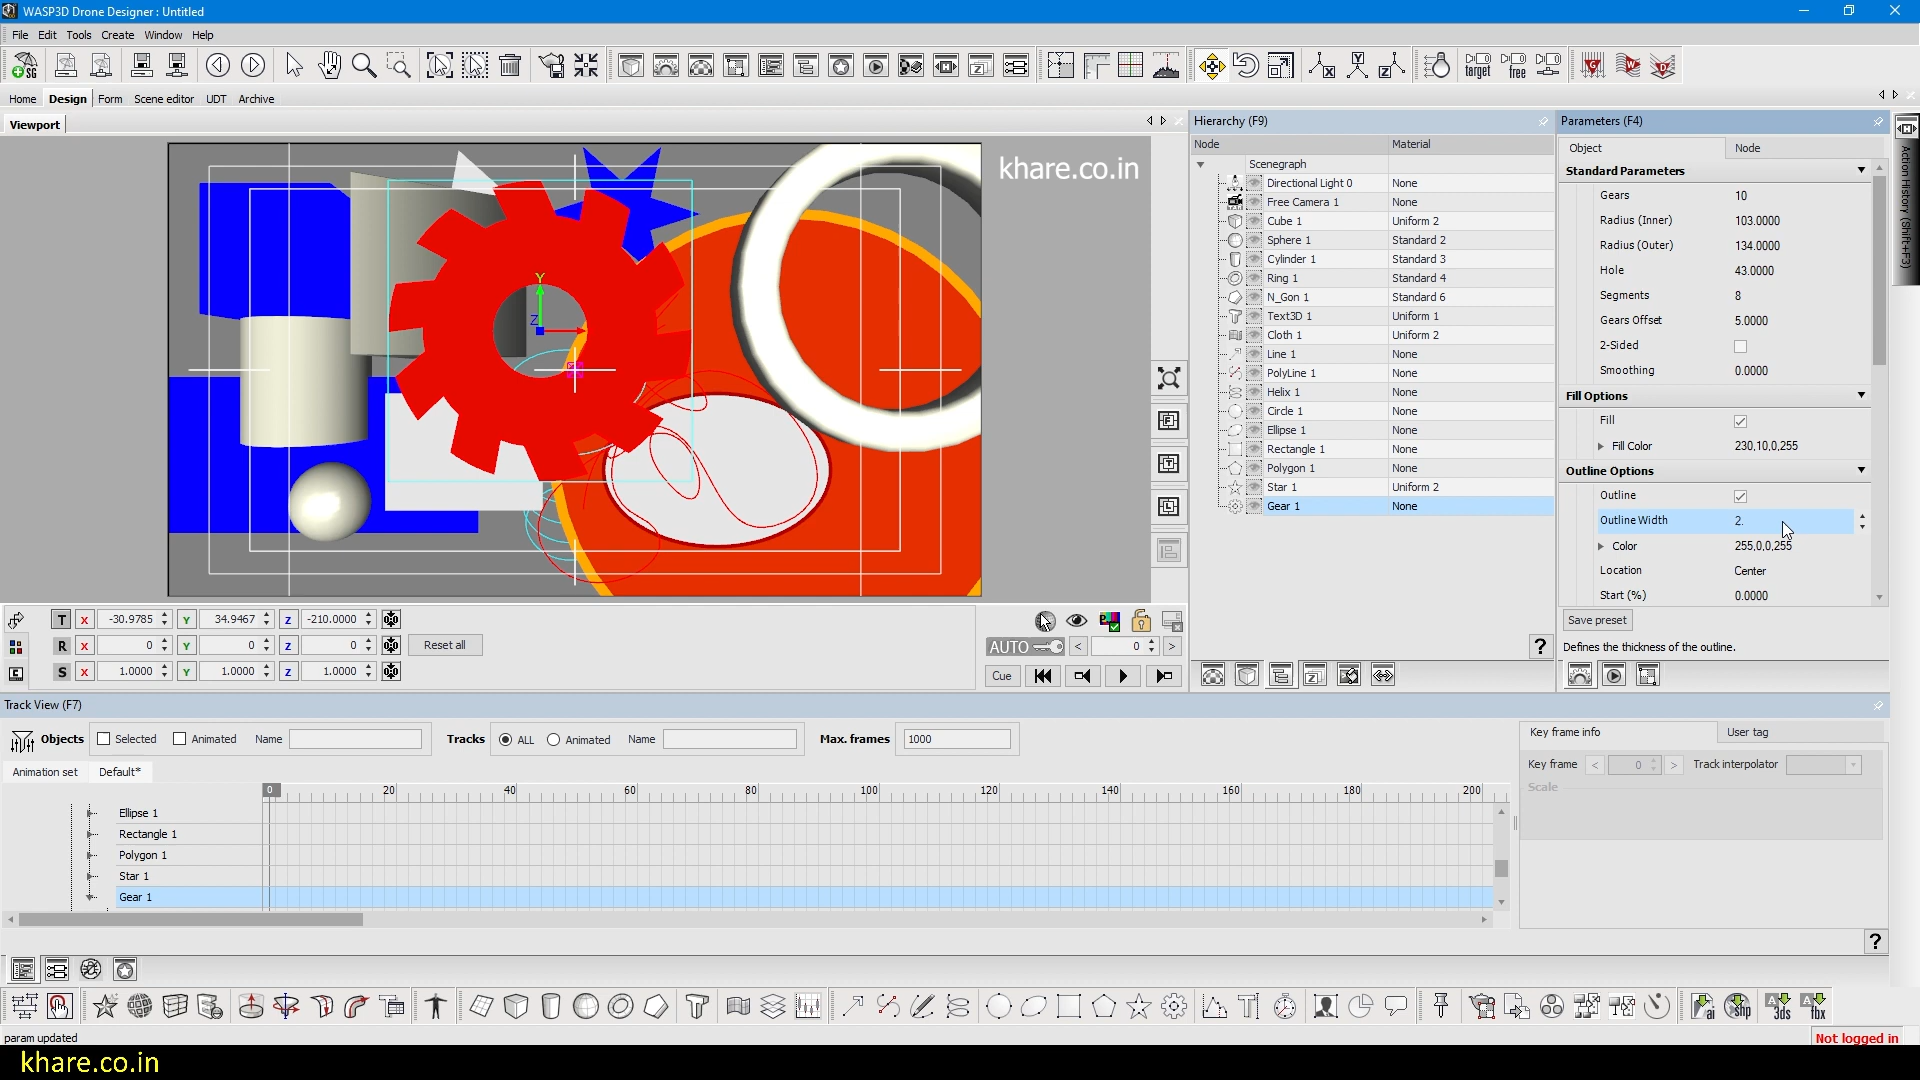 WASP3D Drone Designer : Untitled
File Edit Tools Create Window Help
SG target free
Home Design Form Scene editor UDT Archive
Viewport
khare.co.in
Y
Z
Hierarchy (F9)
Node Material
Scenegraph
Directional Light 0 None
Free Camera 1 None
Cube 1 Uniform 2
Sphere 1 Standard 2
Cylinder 1 Standard 3
Ring 1 Standard 4
N_Gon 1 Standard 6
Text3D 1 Uniform 1
Cloth 1 Uniform 2
Line 1 None
PolyLine 1 None
Helix 1 None
Circle 1 None
Ellipse 1 None
Rectangle 1 None
Polygon 1 None
Star 1 Uniform 2
Gear 1 None
Parameters (F4)
Object Node
Standard Parameters
Gears 10
Radius (Inner) 103.0000
Radius (Outer) 134.0000
Hole 43.0000
Segments 8
Gears Offset 5.0000
2-Sided
Smoothing 0.0000
Fill Options
Fill
Fill Color 230,10,0,255
Outline Options
Outline
Outline Width 2.
Color 255,0,0,255
Location Center
Start (%) 0.0000
Save preset
Defines the thickness of the outline.
Action History (Shift+F3)
T X -30.9785 Y 34.9467 Z -210.0000
R X 0 Y 0 Z 0 Reset all
S X 1.0000 Y 1.0000 Z 1.0000
AUTO < 0 >
Cue
?
Track View (F7)
Objects Selected Animated Name Tracks ALL Animated Name Max. frames 1000
Animation set Default*
0 20 40 60 80 100 120 140 160 180 200
Ellipse 1
Rectangle 1
Polygon 1
Star 1
Gear 1
Key frame info User tag
Key frame < 0 > Track interpolator
Scale
?
ai shp 3ds fbx
param updated
Not logged in
khare.co.in